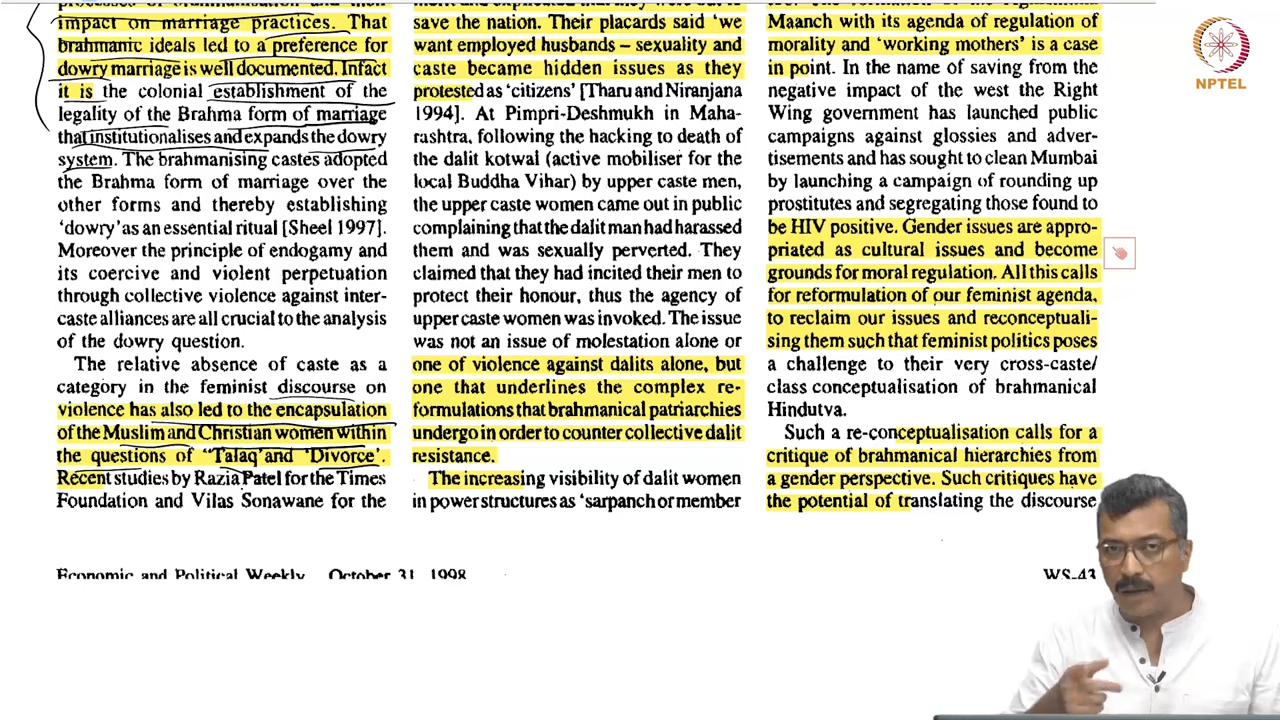 processes of brahmanisation and their
impact on marriage practices. That
brahmanic ideals led to a preference for
dowry marriage is well documented. Infact
it is the colonial establishment of the
legality of the Brahma form of marriage
that institutionalises and expands the dowry
system. The brahmanising castes adopted
the Brahma form of marriage over the
other forms and thereby establishing
'dowry' as an essential ritual [Sheel 1997].
Moreover the principle of endogamy and
its coercive and violent perpetuation
through collective violence against inter-
caste alliances are all crucial to the analysis
of the dowry question.
The relative absence of caste as a
category in the feminist discourse on
violence has also led to the encapsulation
of the Muslim and Christian women within
the questions of "Talaq' and 'Divorce'.
Recent studies by Razia Patel for the Times
Foundation and Vilas Sonawane for the
save the nation. Their placards said 'we
want employed husbands – sexuality and
caste became hidden issues as they
protested as 'citizens' [Tharu and Niranjana
1994]. At Pimpri-Deshmukh in Maha-
rashtra, following the hacking to death of
the dalit kotwal (active mobiliser for the
local Buddha Vihar) by upper caste men,
the upper caste women came out in public
complaining that the dalit man had harassed
them and was sexually perverted. They
claimed that they had incited their men to
protect their honour, thus the agency of
upper caste women was invoked. The issue
was not an issue of molestation alone or
one of violence against dalits alone, but
one that underlines the complex re-
formulations that brahmanical patriarchies
undergo in order to counter collective dalit
resistance.
The increasing visibility of dalit women
in power structures as 'sarpanch or member
Maanch with its agenda of regulation of
morality and 'working mothers' is a case
in point. In the name of saving from the
negative impact of the west the Right
Wing government has launched public
campaigns against glossies and adver-
tisements and has sought to clean Mumbai
by launching a campaign of rounding up
prostitutes and segregating those found to
be HIV positive. Gender issues are appro-
priated as cultural issues and become
grounds for moral regulation. All this calls
for reformulation of our feminist agenda,
to reclaim our issues and reconceptuali-
sing them such that feminist politics poses
a challenge to their very cross-caste/
class conceptualisation of brahmanical
Hindutva.
Such a re-conceptualisation calls for a
critique of brahmanical hierarchies from
a gender perspective. Such critiques have
the potential of translating the discourse
Economic and Political Weekly October 31, 1998
WS-43
NPTEL